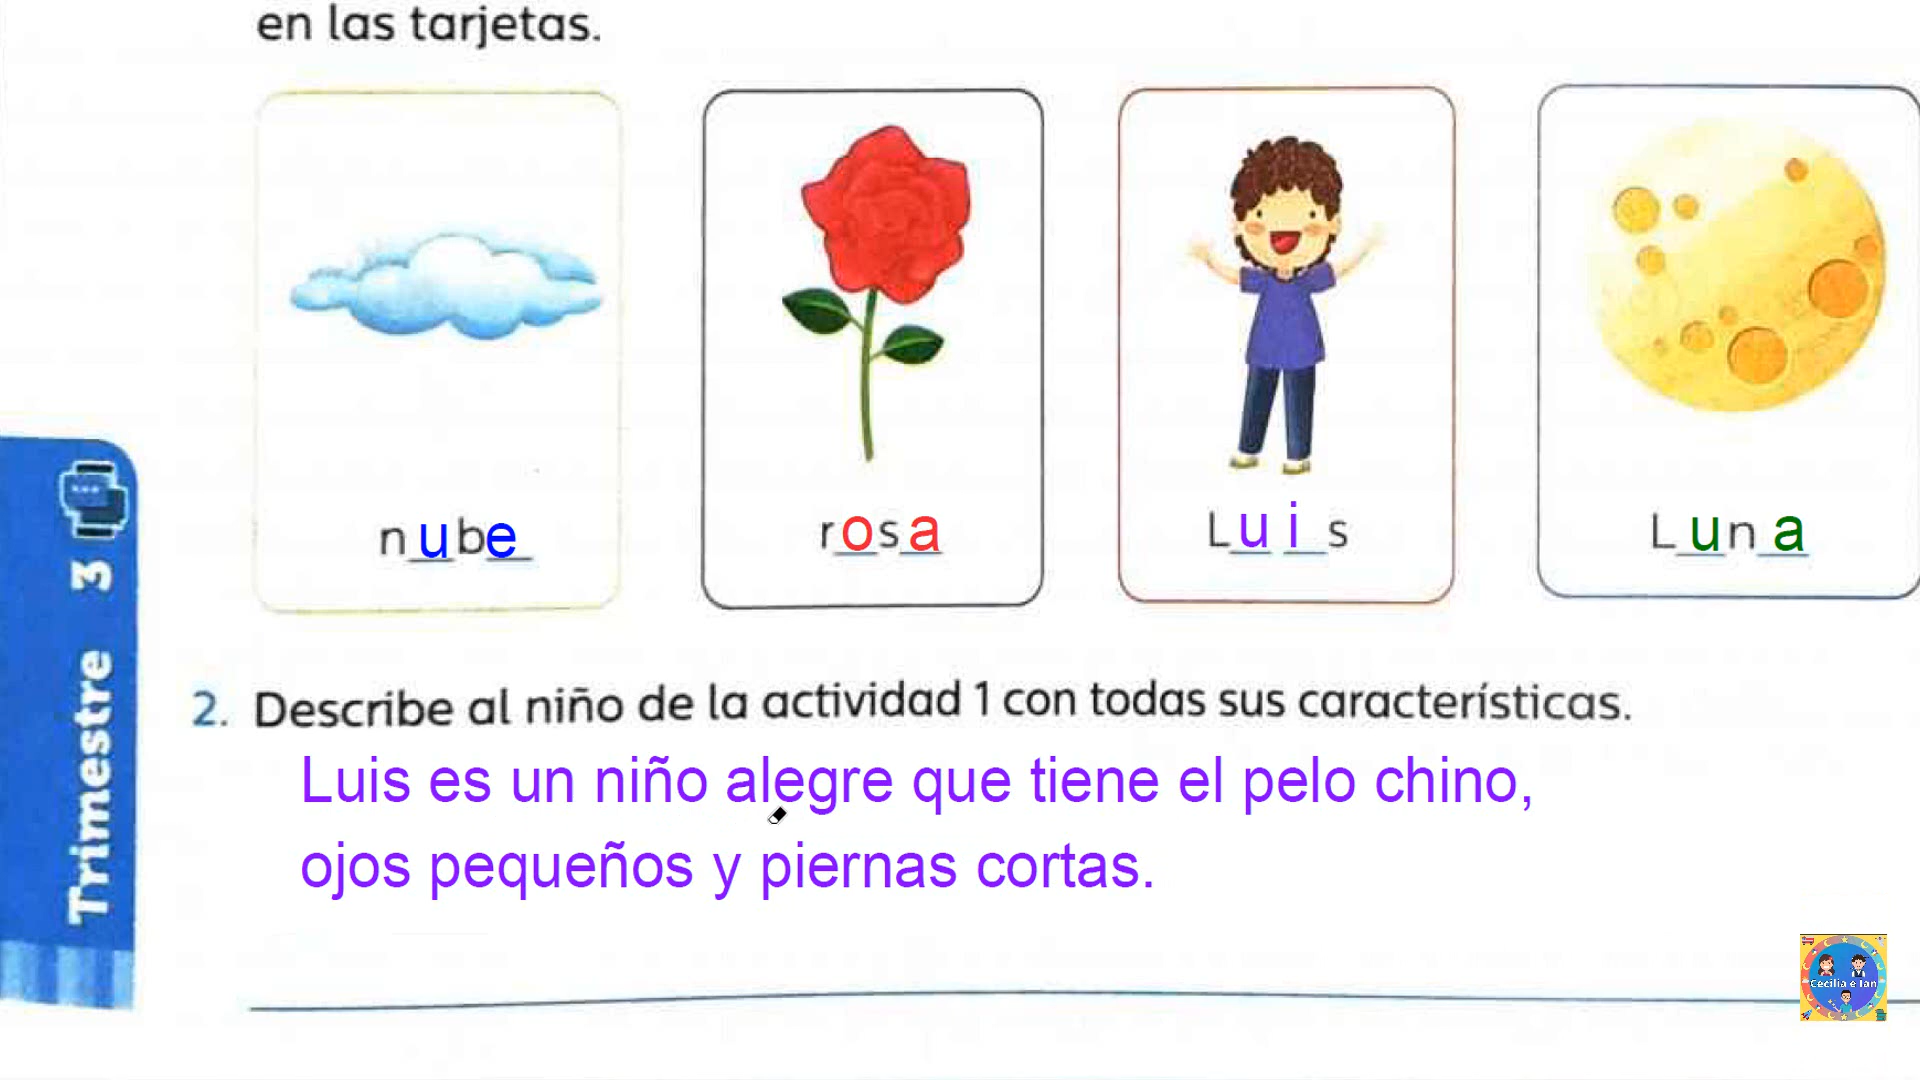 en las tarjetas.
nube
rosa
Luis
Luna
2. Describe al niño de la actividad 1 con todas sus características.
Luis es un niño alegre que tiene el pelo chino,
ojos pequeños y piernas cortas.
Trimestre 3
Cecilia e Ian